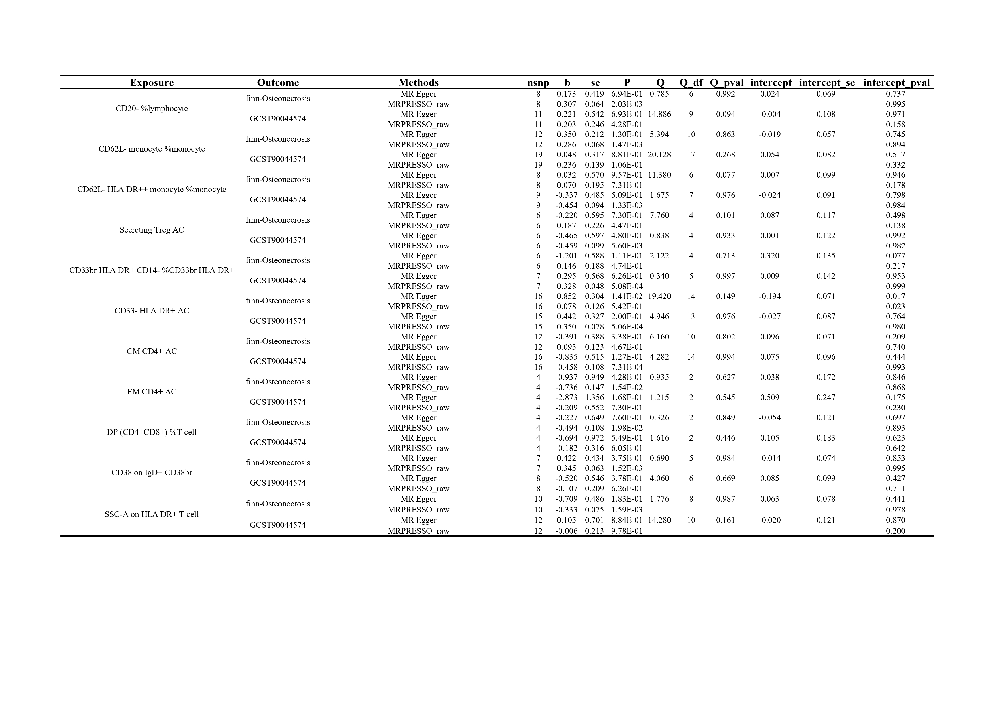 Exposure Outcome Methods nsnp b se P Q Q_df Q_pval intercept intercept_se intercept_pval
CD20- %lymphocyte finn-Osteonecrosis MR Egger 8 0.173 0.419 6.94E-01 0.785 6 0.992 0.024 0.069 0.737
MRPRESSO_raw 8 0.307 0.064 2.03E-03 0.995
GCST90044574 MR Egger 11 0.221 0.542 6.93E-01 14.886 9 0.094 -0.004 0.108 0.971
MRPRESSO_raw 11 0.203 0.246 4.28E-01 0.158
CD62L- monocyte %monocyte finn-Osteonecrosis MR Egger 12 0.350 0.212 1.30E-01 5.394 10 0.863 -0.019 0.057 0.745
MRPRESSO_raw 12 0.286 0.068 1.47E-03 0.894
GCST90044574 MR Egger 19 0.048 0.317 8.81E-01 20.128 17 0.268 0.054 0.082 0.517
MRPRESSO_raw 19 0.236 0.139 1.06E-01 0.332
CD62L- HLA DR++ monocyte %monocyte finn-Osteonecrosis MR Egger 8 0.032 0.570 9.57E-01 11.380 6 0.077 0.007 0.099 0.946
MRPRESSO_raw 8 0.070 0.195 7.31E-01 0.178
GCST90044574 MR Egger 9 -0.337 0.485 5.09E-01 1.675 7 0.976 -0.024 0.091 0.798
MRPRESSO_raw 9 -0.454 0.094 1.33E-03 0.984
Secreting Treg AC finn-Osteonecrosis MR Egger 6 -0.220 0.595 7.30E-01 7.760 4 0.101 0.087 0.117 0.498
MRPRESSO_raw 6 0.187 0.226 4.47E-01 0.138
GCST90044574 MR Egger 6 -0.465 0.597 4.80E-01 0.838 4 0.933 0.001 0.122 0.992
MRPRESSO_raw 6 -0.459 0.099 5.60E-03 0.982
CD33br HLA DR+ CD14- %CD33br HLA DR+ finn-Osteonecrosis MR Egger 6 -1.201 0.588 1.11E-01 2.122 4 0.713 0.320 0.135 0.077
MRPRESSO_raw 6 0.146 0.188 4.74E-01 0.217
GCST90044574 MR Egger 7 0.295 0.568 6.26E-01 0.340 5 0.997 0.009 0.142 0.953
MRPRESSO_raw 7 0.328 0.048 5.08E-04 0.999
CD33- HLA DR+ AC finn-Osteonecrosis MR Egger 16 0.852 0.304 1.41E-02 19.420 14 0.149 -0.194 0.071 0.017
MRPRESSO_raw 16 0.078 0.126 5.42E-01 0.023
GCST90044574 MR Egger 15 0.442 0.327 2.00E-01 4.946 13 0.976 -0.027 0.087 0.764
MRPRESSO_raw 15 0.350 0.078 5.06E-04 0.980
CM CD4+ AC finn-Osteonecrosis MR Egger 12 -0.391 0.388 3.38E-01 6.160 10 0.802 0.096 0.071 0.209
MRPRESSO_raw 12 0.093 0.123 4.67E-01 0.740
GCST90044574 MR Egger 16 -0.835 0.515 1.27E-01 4.282 14 0.994 0.075 0.096 0.444
MRPRESSO_raw 16 -0.458 0.108 7.31E-04 0.993
EM CD4+ AC finn-Osteonecrosis MR Egger 4 -0.937 0.949 4.28E-01 0.935 2 0.627 0.038 0.172 0.846
MRPRESSO_raw 4 -0.736 0.147 1.54E-02 0.868
GCST90044574 MR Egger 4 -2.873 1.356 1.68E-01 1.215 2 0.545 0.509 0.247 0.175
MRPRESSO_raw 4 -0.209 0.552 7.30E-01 0.230
DP (CD4+CD8+) %T cell finn-Osteonecrosis MR Egger 4 -0.227 0.649 7.60E-01 0.326 2 0.849 -0.054 0.121 0.697
MRPRESSO_raw 4 -0.494 0.108 1.98E-02 0.893
GCST90044574 MR Egger 4 -0.694 0.972 5.49E-01 1.616 2 0.446 0.105 0.183 0.623
MRPRESSO_raw 4 -0.182 0.316 6.05E-01 0.642
CD38 on IgD+ CD38br finn-Osteonecrosis MR Egger 7 0.422 0.434 3.75E-01 0.690 5 0.984 -0.014 0.074 0.853
MRPRESSO_raw 7 0.345 0.063 1.52E-03 0.995
GCST90044574 MR Egger 8 -0.520 0.546 3.78E-01 4.060 6 0.669 0.085 0.099 0.427
MRPRESSO_raw 8 -0.107 0.209 6.26E-01 0.711
SSC-A on HLA DR+ T cell finn-Osteonecrosis MR Egger 10 -0.709 0.486 1.83E-01 1.776 8 0.987 0.063 0.078 0.441
MRPRESSO_raw 10 -0.333 0.075 1.59E-03 0.978
GCST90044574 MR Egger 12 0.105 0.701 8.84E-01 14.280 10 0.161 -0.020 0.121 0.870
MRPRESSO_raw 12 -0.006 0.213 9.78E-01 0.200